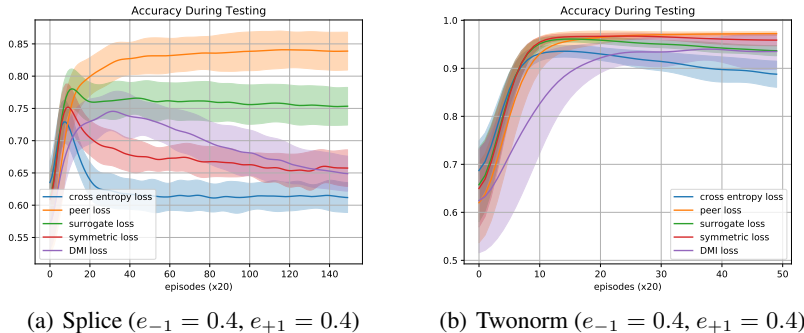 Accuracy During Testing
0.85
0.80
0.75
0.70
0.65
0.60
0.55
cross entropy loss
peer loss
surrogate loss
symmetric loss
DMI loss
0 20 40 60 80 100 120 140
episodes (x20)
(a) Splice (e−1 = 0.4, e+1 = 0.4)
Accuracy During Testing
1.0
0.9
0.8
0.7
0.6
0.5
cross entropy loss
peer loss
surrogate loss
symmetric loss
DMI loss
0 10 20 30 40 50
episodes (x20)
(b) Twonorm (e−1 = 0.4, e+1 = 0.4)